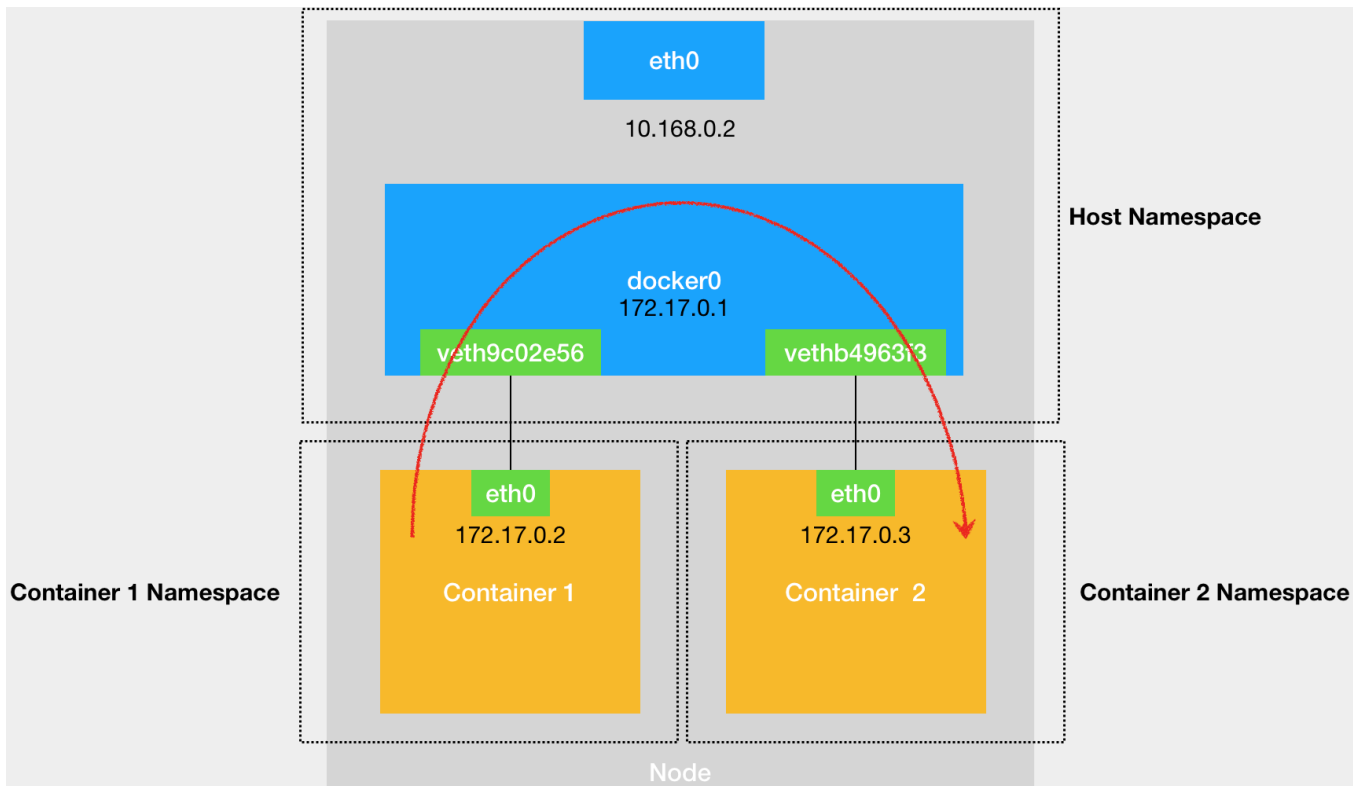 eth0
10.168.0.2
Host Namespace
docker0
172.17.0.1
veth9c02e56
vethb4963f3
eth0
eth0
172.17.0.2
172.17.0.3
Container 1 Namespace
Container 1
Container 2
Container 2 Namespace
Node